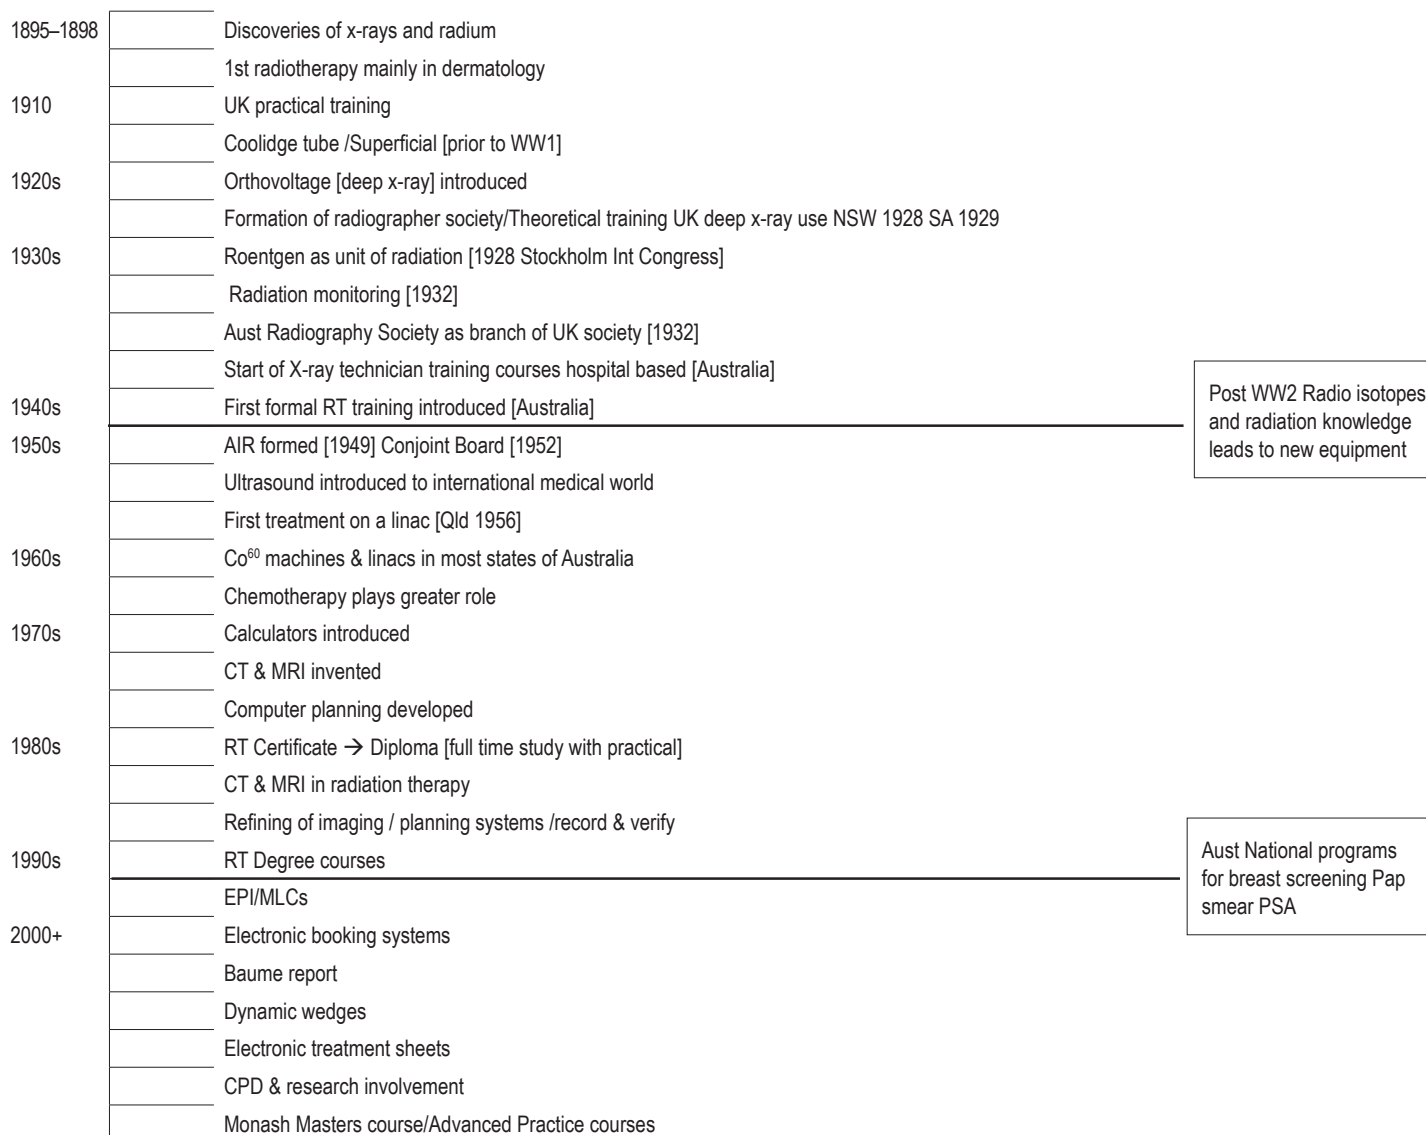 1895–1898 Discoveries of x-rays and radium
1st radiotherapy mainly in dermatology
1910 UK practical training
Coolidge tube /Superficial [prior to WW1]
1920s Orthovoltage [deep x-ray] introduced
Formation of radiographer society/Theoretical training UK deep x-ray use NSW 1928 SA 1929
1930s Roentgen as unit of radiation [1928 Stockholm Int Congress]
Radiation monitoring [1932]
Aust Radiography Society as branch of UK society [1932]
Start of X-ray technician training courses hospital based [Australia]
1940s First formal RT training introduced [Australia]
Post WW2 Radio isotopes
and radiation knowledge
leads to new equipment
1950s AIR formed [1949] Conjoint Board [1952]
Ultrasound introduced to international medical world
First treatment on a linac [Qld 1956]
1960s Co⁶⁰ machines & linacs in most states of Australia
Chemotherapy plays greater role
1970s Calculators introduced
CT & MRI invented
Computer planning developed
1980s RT Certificate → Diploma [full time study with practical]
CT & MRI in radiation therapy
Refining of imaging / planning systems /record & verify
1990s RT Degree courses
Aust National programs
for breast screening Pap
smear PSA
EPI/MLCs
2000+ Electronic booking systems
Baume report
Dynamic wedges
Electronic treatment sheets
CPD & research involvement
Monash Masters course/Advanced Practice courses